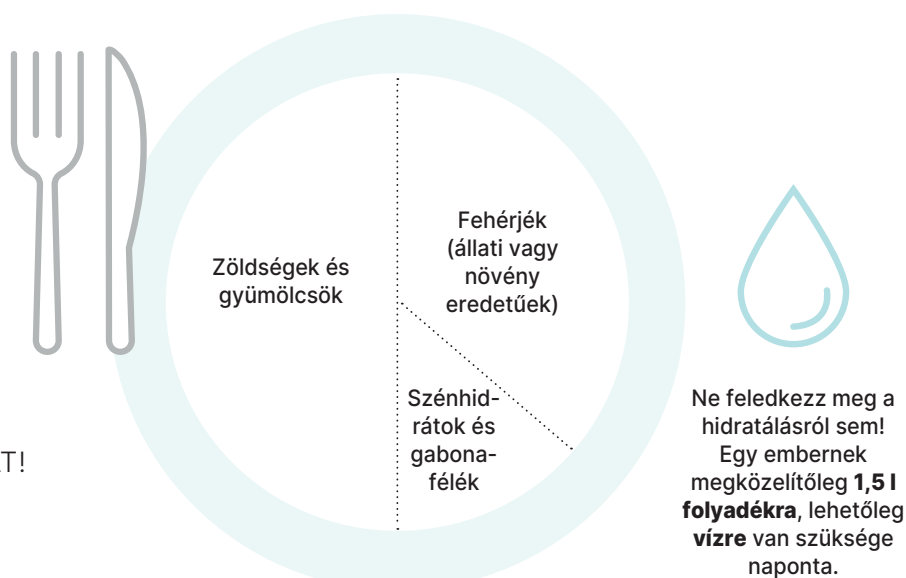 Zöldségek és
gyümölcsök
Fehérjék
(állati vagy
növény
eredetűek)
Szénhid-
rátok és
gabona-
félék
T!
Ne feledkezz meg a
hidratálásról sem!
Egy embernek
megközelítőleg 1,5 l
folyadékra, lehetőleg
vízre van szüksége
naponta.